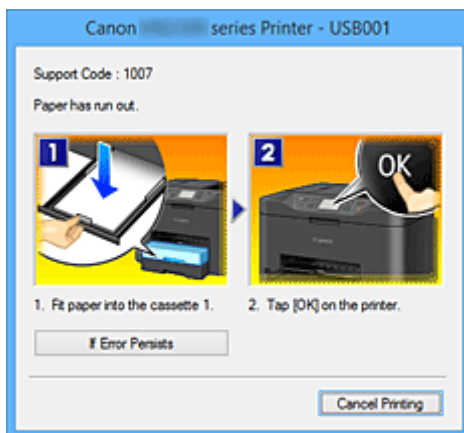 Canon series Printer - USB001
Support Code : 1007
Paper has run out.
1
2
OK
Canon
1. Fit paper into the cassette 1.
2. Tap [OK] on the printer.
If Error Persists
Cancel Printing